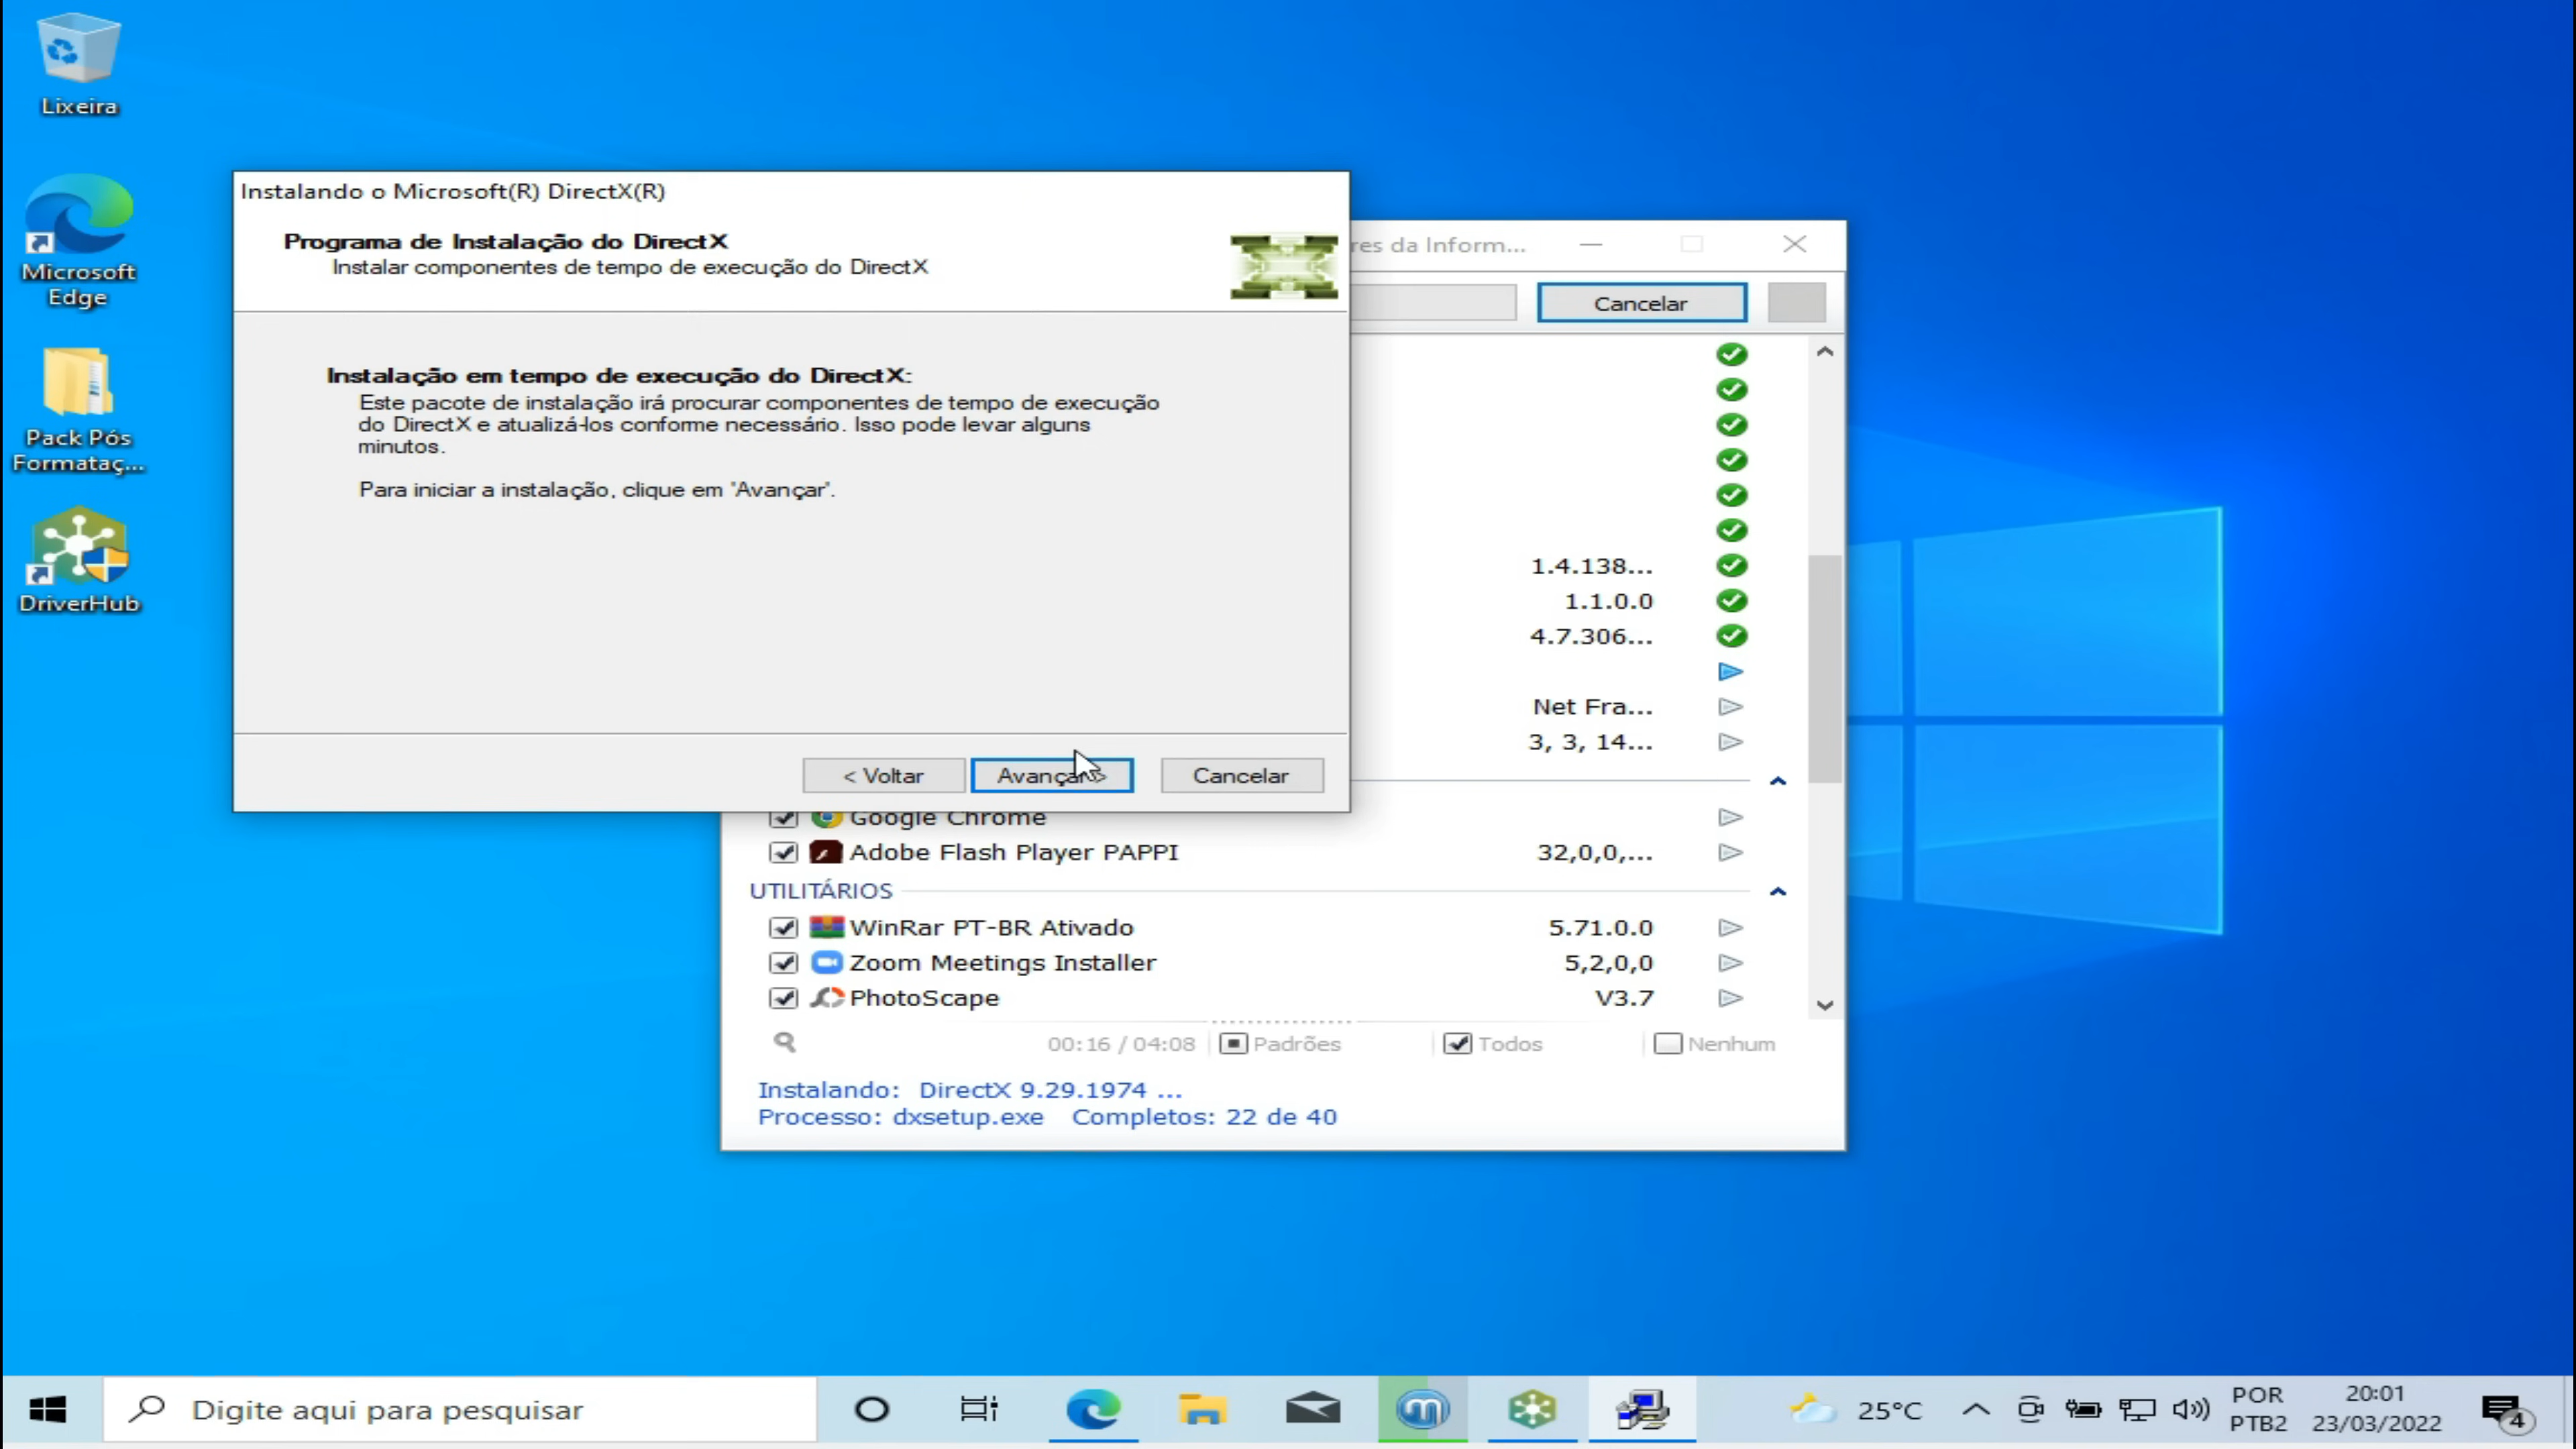 Lixeira
Microsoft
Edge
Pack Pós
Formataç...
DriverHub
Instalando o Microsoft(R) DirectX(R)
Programa de Instalação do DirectX
Instalar componentes de tempo de execução do DirectX
Instalação em tempo de execução do DirectX:
Este pacote de instalação irá procurar componentes de tempo de execução
do DirectX e atualizá-los conforme necessário. Isso pode levar alguns
minutos.
Para iniciar a instalação, clique em 'Avançar'.
< Voltar
Avançar >
Cancelar
res da Inform...
Cancelar
1.4.138...
1.1.0.0
4.7.306...
Net Fra...
3, 3, 14...
Google Chrome
Adobe Flash Player PAPPI 32,0,0,...
UTILITÁRIOS
WinRar PT-BR Ativado 5.71.0.0
Zoom Meetings Installer 5,2,0,0
PhotoScape V3.7
00:16 / 04:08 Padrões Todos Nenhum
Instalando: DirectX 9.29.1974 ...
Processo: dxsetup.exe Completos: 22 de 40
Digite aqui para pesquisar
25°C
POR
PTB2
20:01
23/03/2022
4